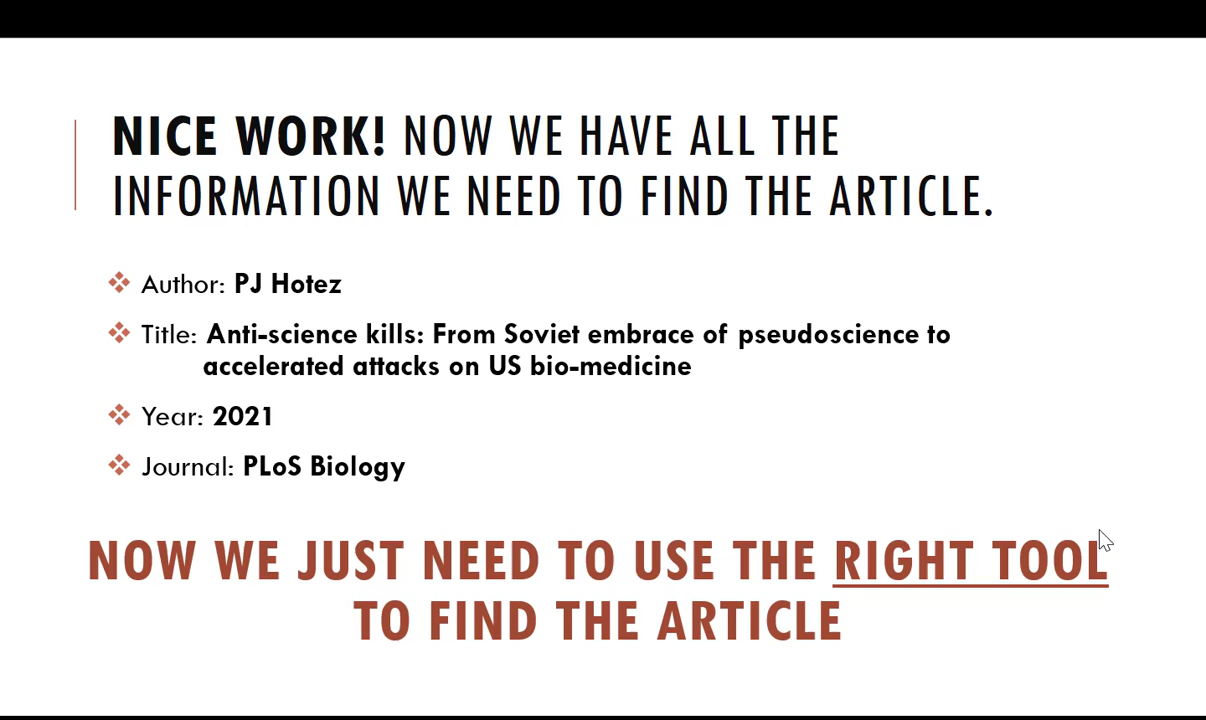 NICE WORK! NOW WE HAVE ALL THE
INFORMATION WE NEED TO FIND THE ARTICLE.
Author: PJ Hotez
Title: Anti-science kills: From Soviet embrace of pseudoscience to
accelerated attacks on US bio-medicine
Year: 2021
Journal: PLoS Biology
NOW WE JUST NEED TO USE THE RIGHT TOOL
TO FIND THE ARTICLE